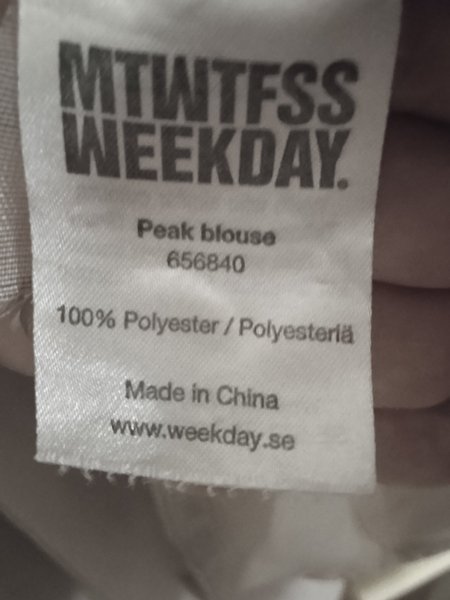 MTWTFSS
WEEKDAY.
Peak blouse
656840
100% Polyester / Polyesteriä
Made in China
www.weekday.se